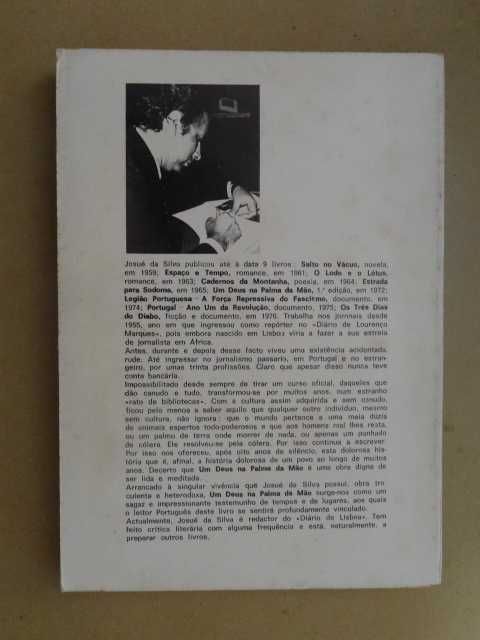 Josué da Silva publicou até à data 9 livros: Salto no Vácuo, novela,
em 1959; Espaço e Tempo, romance, em 1961; O Lodo e o Lótus,
romance, em 1963; Cadernos da Montanha, poesia, em 1964; Estrada
para Sodoma, em 1965; Um Deus na Palma da Mão, 1.ª edição, em 1972;
Legião Portuguesa - A Força Repressiva do Fascismo, documento, em
1974; Portugal - Ano Um da Revolução, documento, 1975; Os Três Dias
do Diabo, ficção e documento, em 1976. Trabalha nos jornais desde
1955, ano em que ingressou como repórter no «Diário de Lourenço
Marques», pois embora nascido em Lisboa viria a fazer a sua estreia
de jornalista em África.
Antes, durante e depois desse facto viveu uma existência acidentada,
rude. Até ingressar no jornalismo passaria, em Portugal e no estran-
geiro, por umas trinta profissões. Claro que apesar disso nunca teve
conta bancária.
Impossibilitado desde sempre de tirar um curso oficial, daqueles que
dão canudo e tudo, transformou-se por muitos anos, num estranho
«rato de bibliotecas». Com a cultura assim adquirida e sem canudo,
ficou pelo menos a saber aquilo que qualquer outro indivíduo, mesmo
sem cultura, não ignora: que o mundo pertence a uma meia dúzia
de animais espertos todo-poderosos e que aos homens real lhes resta,
ou um palmo de terra onde morrer de nada, ou apenas um punhado
de cólera. Ele resolveu-se pela cólera. Por isso continua a escrever.
Por isso nos ofereceu, após oito anos de silêncio, esta dolorosa his-
tória que é, afinal, a história dolorosa de um povo ao longo de muitos
anos. Decerto que Um Deus na Palma da Mão é uma obra digna de
ser lida e meditada.
Arrancado à singular vivência que Josué da Silva possui, obra tru-
culenta e heterodoxa, Um Deus na Palma da Mão surge-nos como um
sagaz e impressionante testemunho de tempos e de lugares, aos quais
o leitor Português deste livro se sentirá profundamente vinculado.
Actualmente, Josué da Silva é redactor do «Diário de Lisboa». Tem
feito crítica literária com alguma frequência e está, naturalmente, a
preparar outros livros.